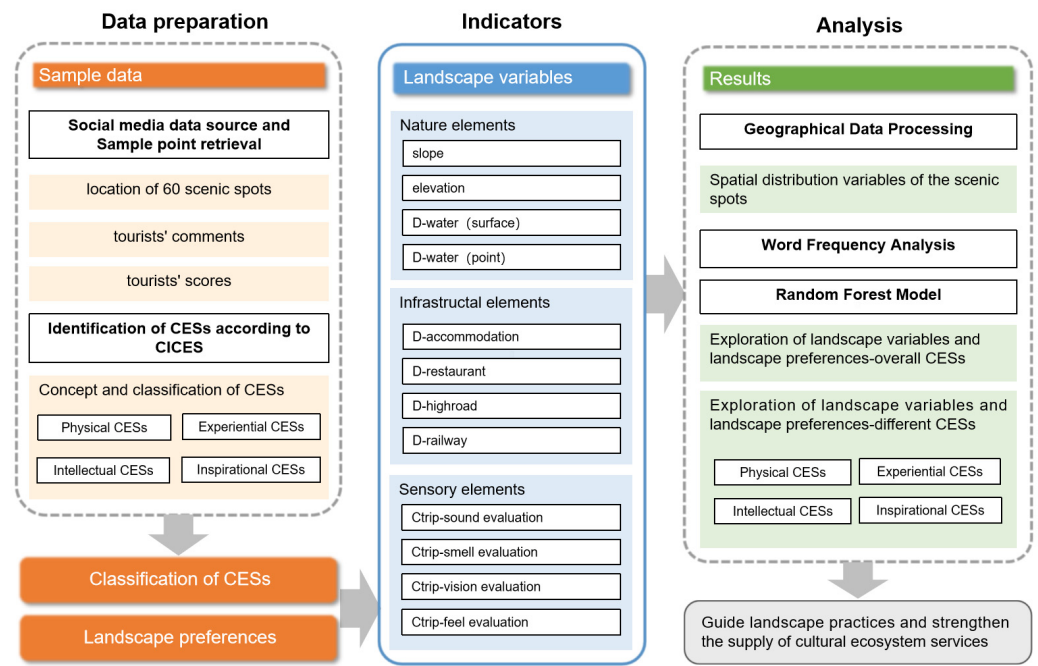 Data preparation
Sample data
Social media data source and
Sample point retrieval
location of 60 scenic spots
tourists' comments
tourists' scores
Identification of CESs according to
CICES
Concept and classification of CESs
Physical CESs
Experiential CESs
Intellectual CESs
Inspirational CESs
Classification of CESs
Landscape preferences
Indicators
Landscape variables
Nature elements
slope
elevation
D-water（surface）
D-water（point）
Infrastructal elements
D-accommodation
D-restaurant
D-highroad
D-railway
Sensory elements
Ctrip-sound evaluation
Ctrip-smell evaluation
Ctrip-vision evaluation
Ctrip-feel evaluation
Analysis
Results
Geographical Data Processing
Spatial distribution variables of the scenic
spots
Word Frequency Analysis
Random Forest Model
Exploration of landscape variables and
landscape preferences-overall CESs
Exploration of landscape variables and
landscape preferences-different CESs
Physical CESs
Experiential CESs
Intellectual CESs
Inspirational CESs
Guide landscape practices and strengthen
the supply of cultural ecosystem services